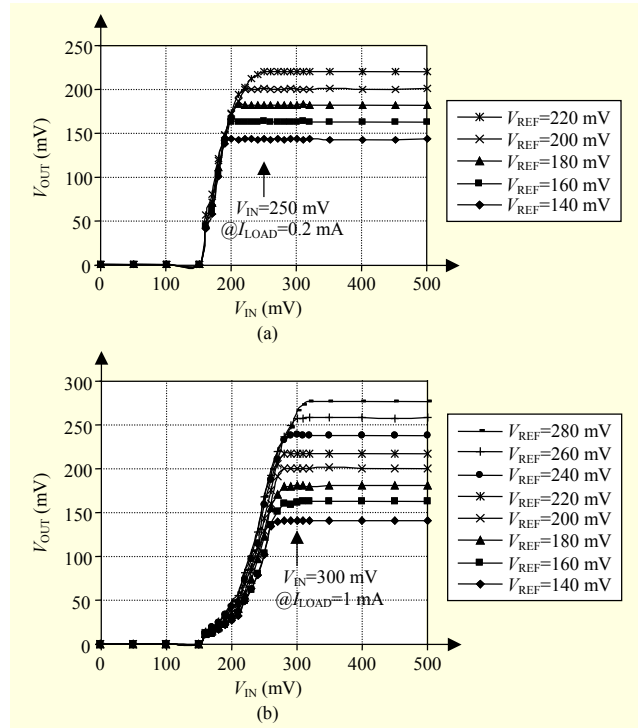 250
200
150
100
50
0
V_OUT (mV)
0 100 200 300 400 500
V_IN (mV)
V_IN=250 mV
@I_LOAD=0.2 mA
V_REF=220 mV
V_REF=200 mV
V_REF=180 mV
V_REF=160 mV
V_REF=140 mV
(a)
300
250
200
150
100
50
0
V_OUT (mV)
0 100 200 300 400 500
V_IN (mV)
V_IN=300 mV
@I_LOAD=1 mA
V_REF=280 mV
V_REF=260 mV
V_REF=240 mV
V_REF=220 mV
V_REF=200 mV
V_REF=180 mV
V_REF=160 mV
V_REF=140 mV
(b)